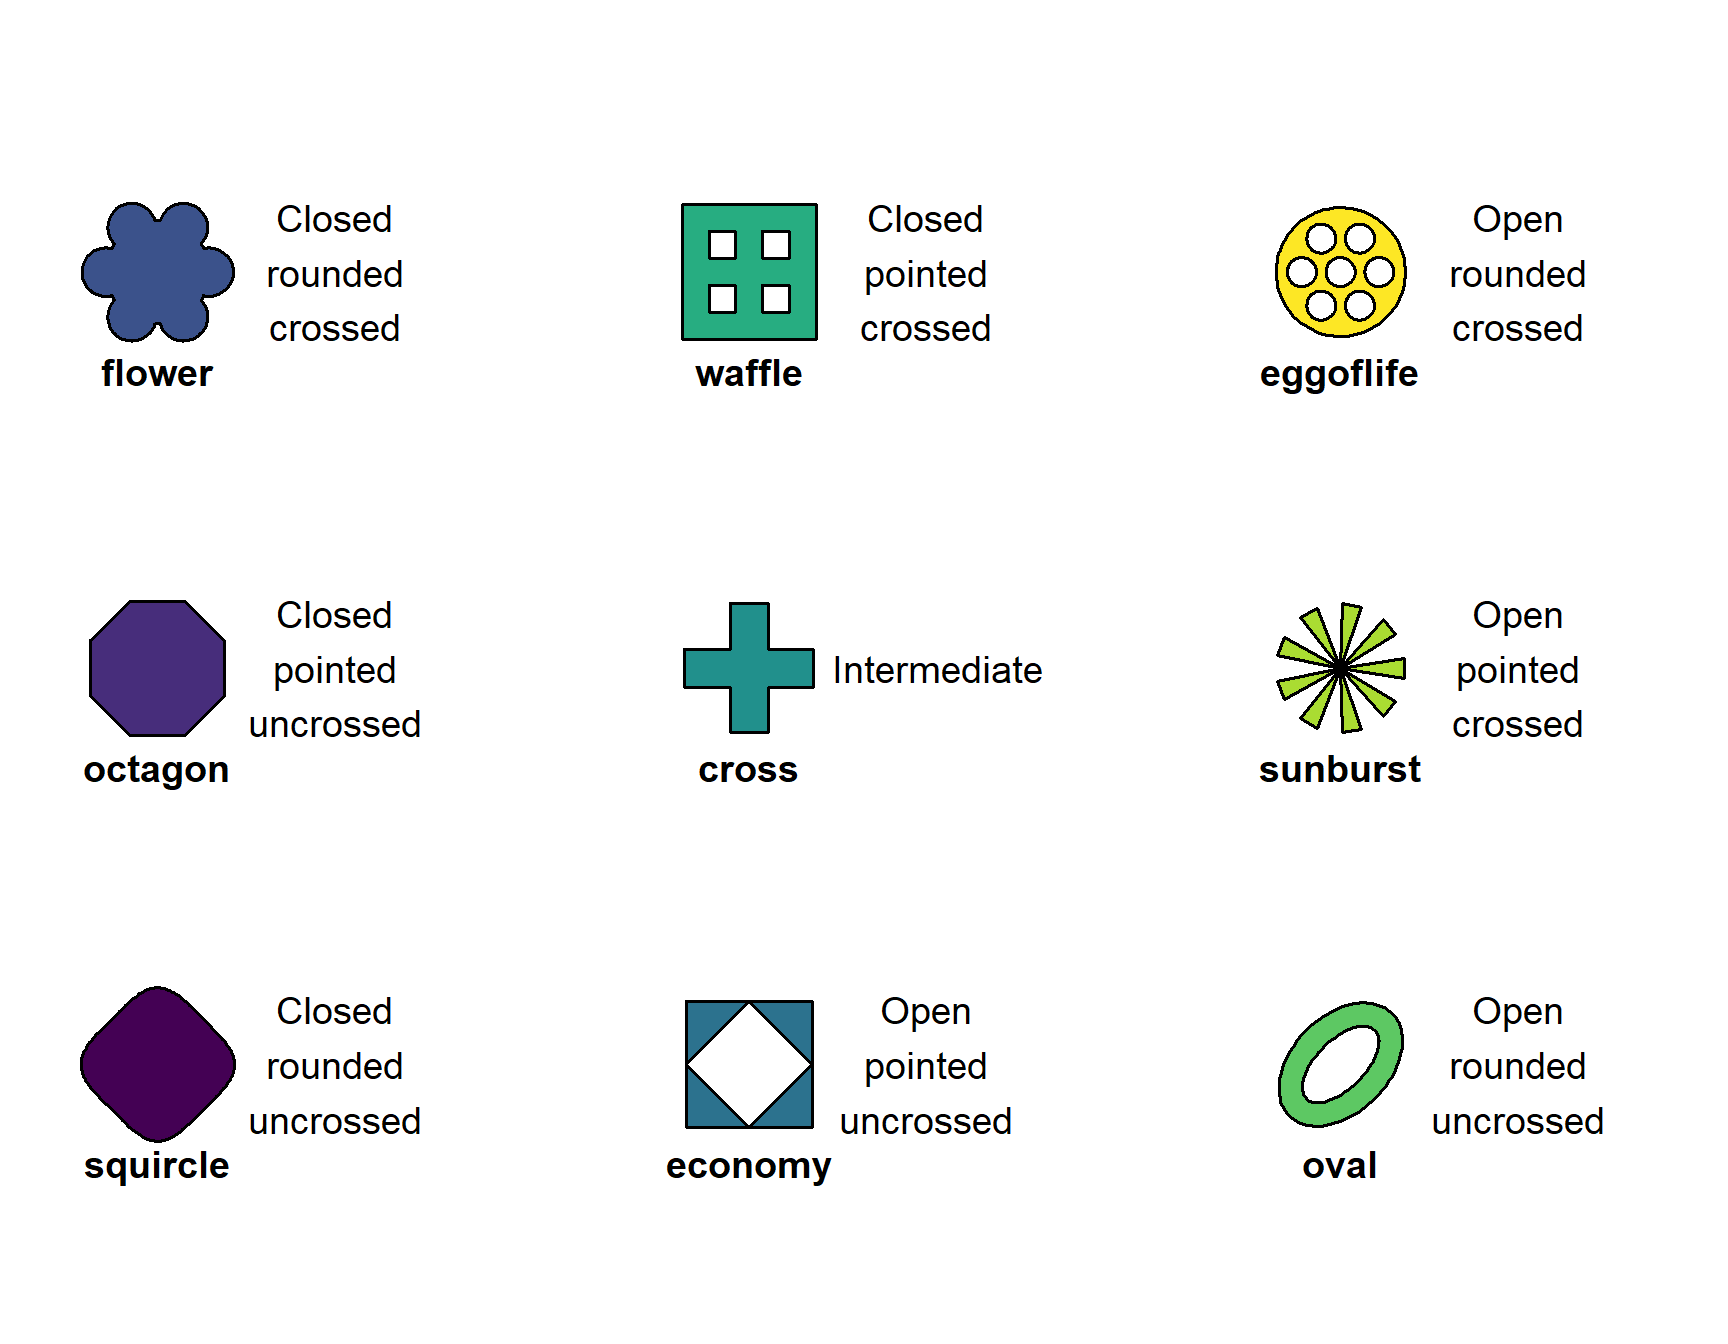 Closed
rounded
crossed
flower
Closed
pointed
crossed
waffle
Open
rounded
crossed
eggoflife
Closed
pointed
uncrossed
octagon
Intermediate
cross
Open
pointed
crossed
sunburst
Closed
rounded
uncrossed
squircle
Open
pointed
uncrossed
economy
Open
rounded
uncrossed
oval